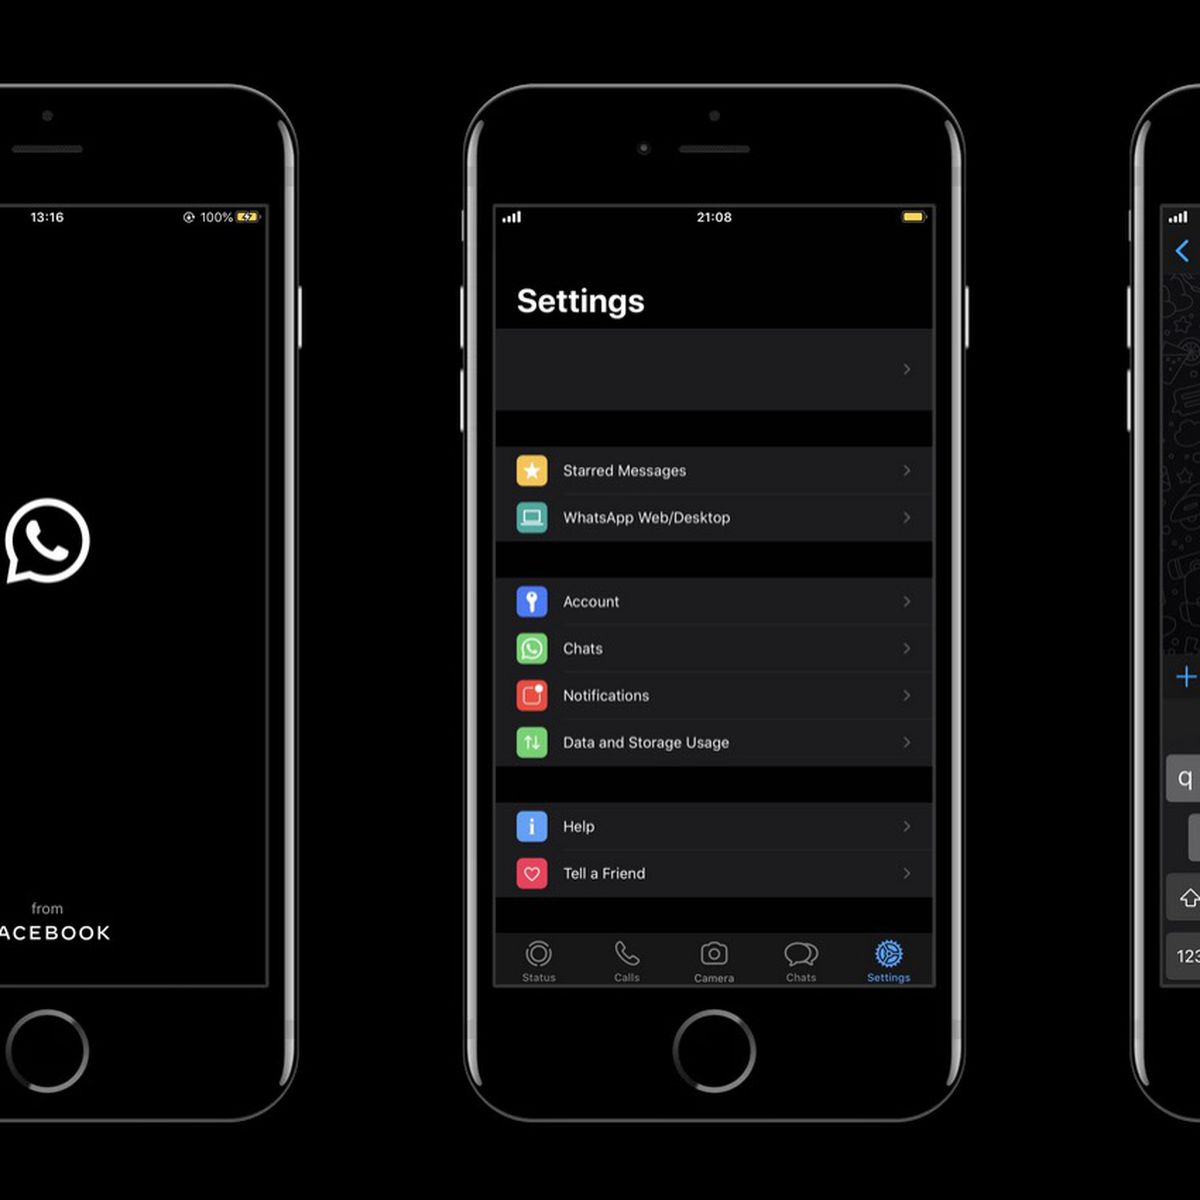 13:16
100%
from
ACEBOOK
21:08
Settings
Starred Messages
WhatsApp Web/Desktop
Account
Chats
Notifications
Data and Storage Usage
Help
Tell a Friend
Status
Calls
Camera
Chats
Settings
q
123